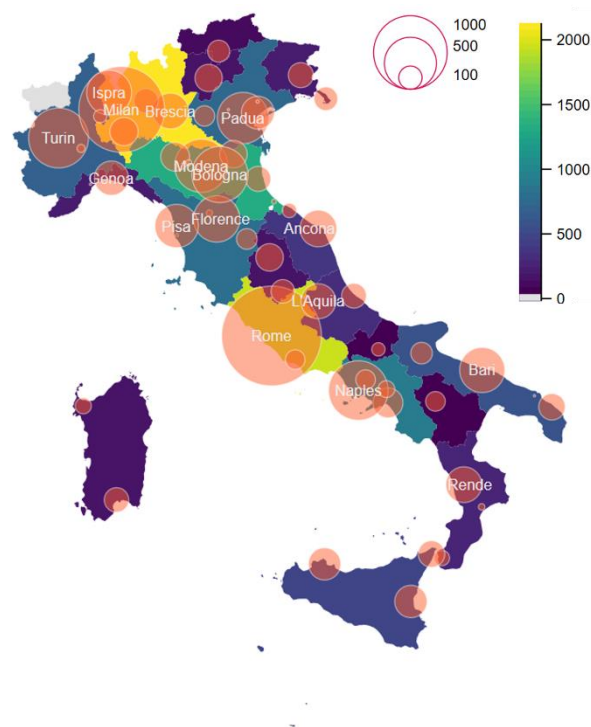 1000
500
100
2000
1500
1000
500
0
Ispra
Milan
Brescia
Padua
Turin
Modena
Bologna
Genoa
Pisa
Florence
Ancona
L'Aquila
Rome
Naples
Bari
Rende